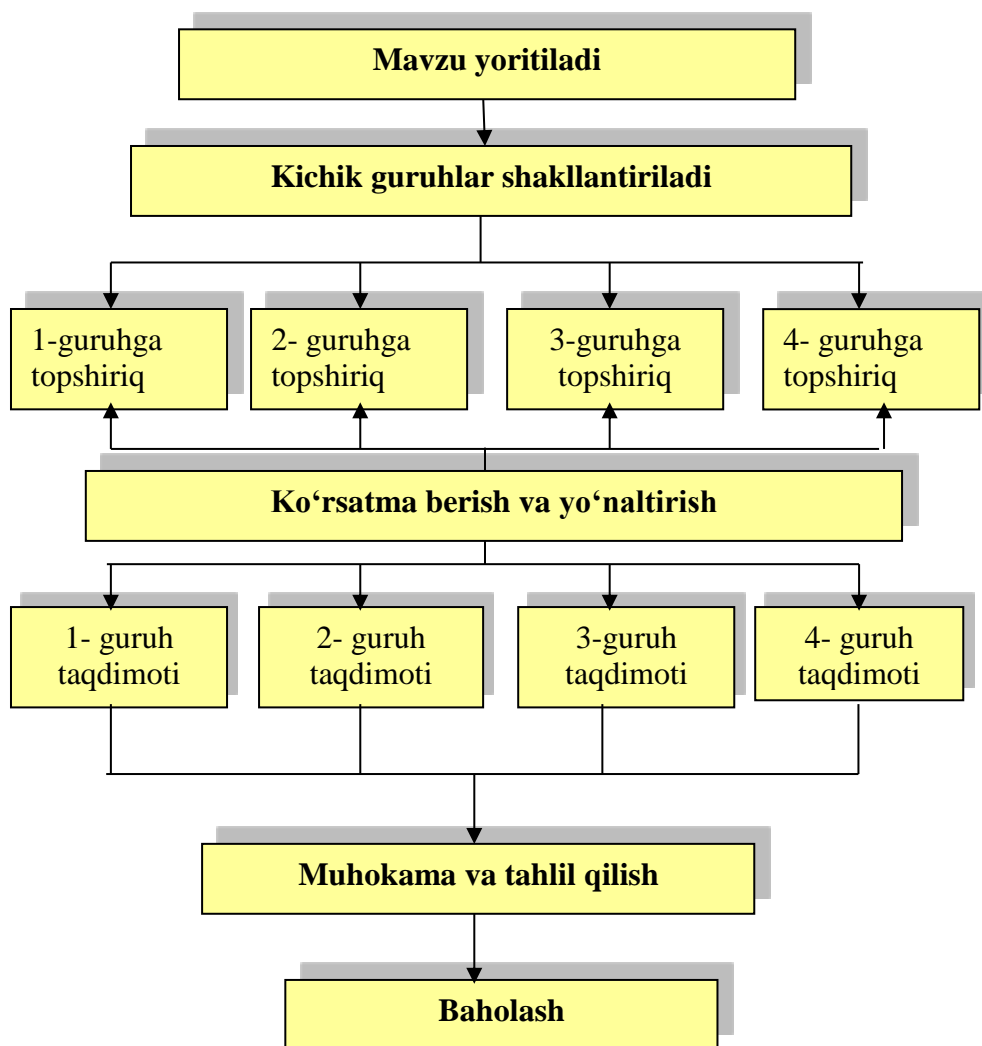 Mavzu yoritiladi
Kichik guruhlar shakllantiriladi
1-guruhga
topshiriq
2- guruhga
topshiriq
3-guruhga
topshiriq
4- guruhga
topshiriq
Ko‘rsatma berish va yo‘naltirish
1- guruh
taqdimoti
2- guruh
taqdimoti
3-guruh
taqdimoti
4- guruh
taqdimoti
Muhokama va tahlil qilish
Baholash